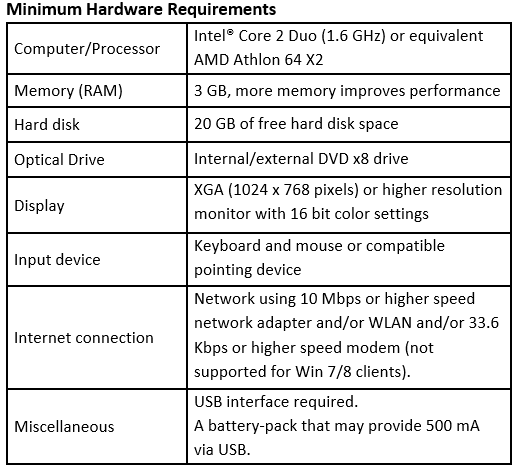 Minimum Hardware Requirements
Computer/Processor
Intel® Core 2 Duo (1.6 GHz) or equivalent
AMD Athlon 64 X2
Memory (RAM)
3 GB, more memory improves performance
Hard disk
20 GB of free hard disk space
Optical Drive
Internal/external DVD x8 drive
Display
XGA (1024 x 768 pixels) or higher resolution
monitor with 16 bit color settings
Input device
Keyboard and mouse or compatible
pointing device
Internet connection
Network using 10 Mbps or higher speed
network adapter and/or WLAN and/or 33.6
Kbps or higher speed modem (not
supported for Win 7/8 clients).
Miscellaneous
USB interface required.
A battery-pack that may provide 500 mA
via USB.